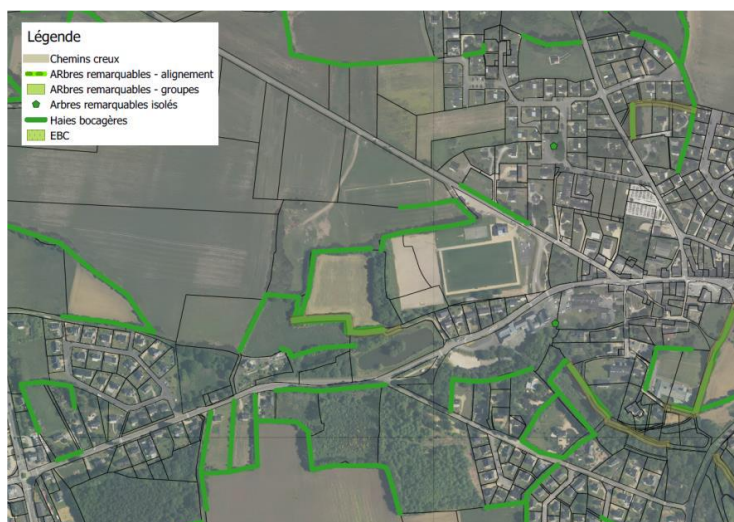 Légende
Chemins creux
ARbres remarquables - alignement
ARbres remarquables - groupes
Arbres remarquables isolés
Haies bocagères
EBC